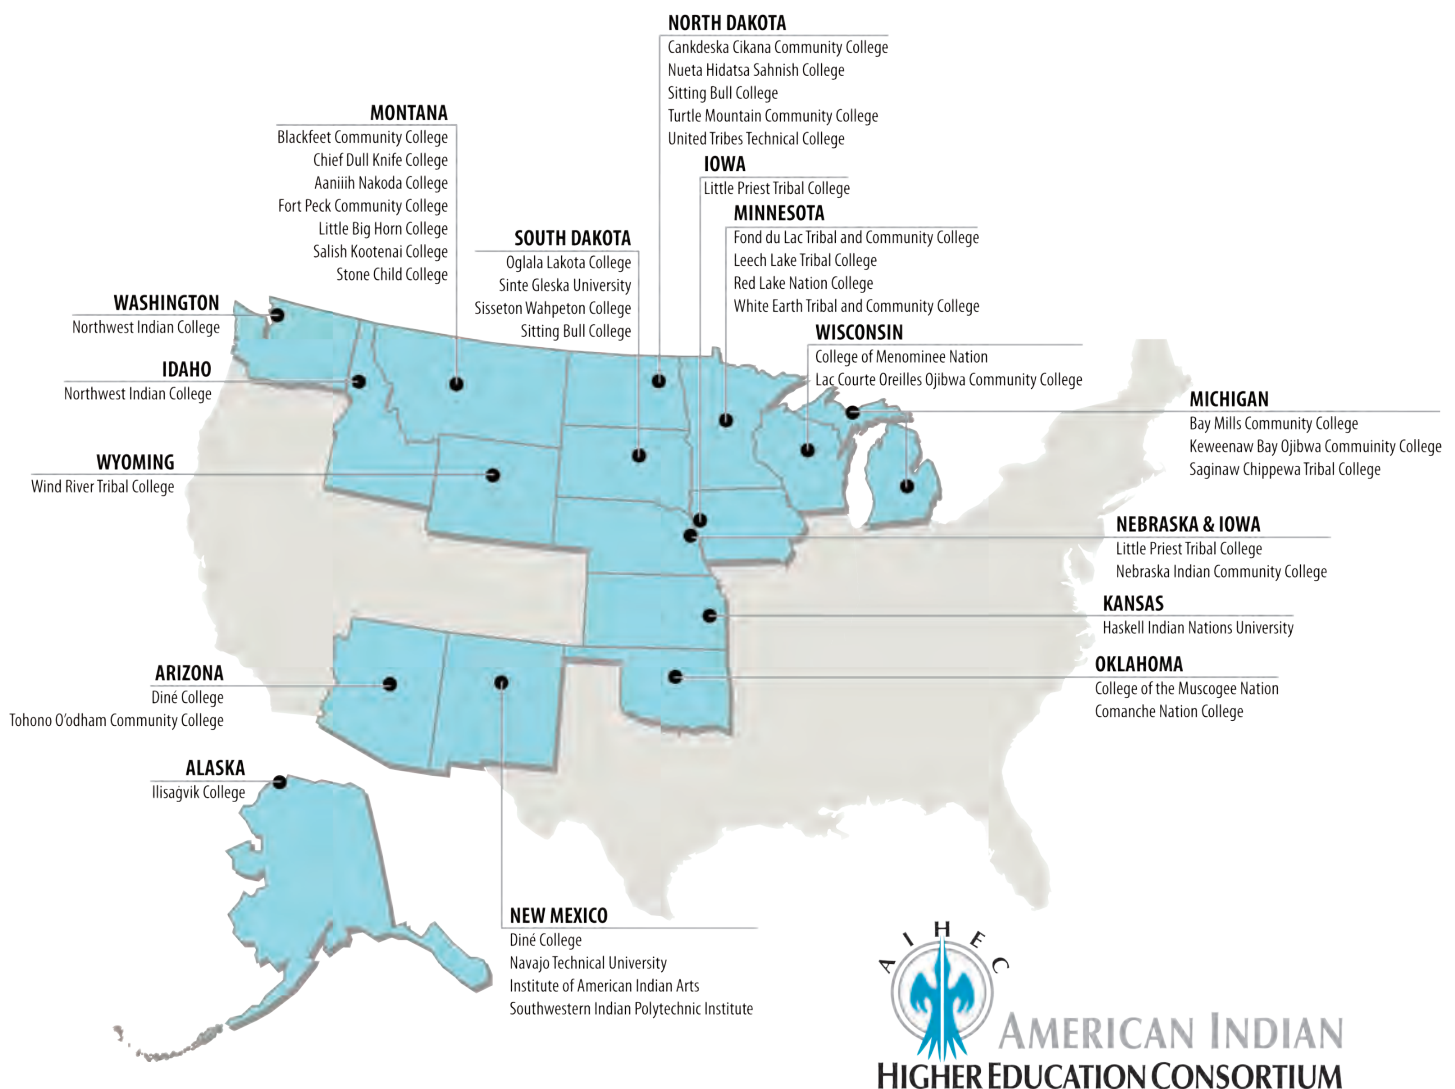 NORTH DAKOTA
Cankdeska Cikana Community College
Nueta Hidatsa Sahnish College
Sitting Bull College
Turtle Mountain Community College
United Tribes Technical College
MONTANA
Blackfeet Community College
Chief Dull Knife College
Aaniiih Nakoda College
Fort Peck Community College
Little Big Horn College
Salish Kootenai College
Stone Child College
IOWA
Little Priest Tribal College
MINNESOTA
Fond du Lac Tribal and Community College
Leech Lake Tribal College
Red Lake Nation College
White Earth Tribal and Community College
SOUTH DAKOTA
Oglala Lakota College
Sinte Gleska University
Sisseton Wahpeton College
Sitting Bull College
WASHINGTON
Northwest Indian College
WISCONSIN
College of Menominee Nation
Lac Courte Oreilles Ojibwa Community College
IDAHO
Northwest Indian College
MICHIGAN
Bay Mills Community College
Keweenaw Bay Ojibwa Commuinity College
Saginaw Chippewa Tribal College
WYOMING
Wind River Tribal College
NEBRASKA & IOWA
Little Priest Tribal College
Nebraska Indian Community College
KANSAS
Haskell Indian Nations University
OKLAHOMA
College of the Muscogee Nation
Comanche Nation College
ARIZONA
Diné College
Tohono O'odham Community College
ALASKA
Ilisaġvik College
NEW MEXICO
Diné College
Navajo Technical University
Institute of American Indian Arts
Southwestern Indian Polytechnic Institute
AIHEC
AMERICAN INDIAN
HIGHER EDUCATION CONSORTIUM